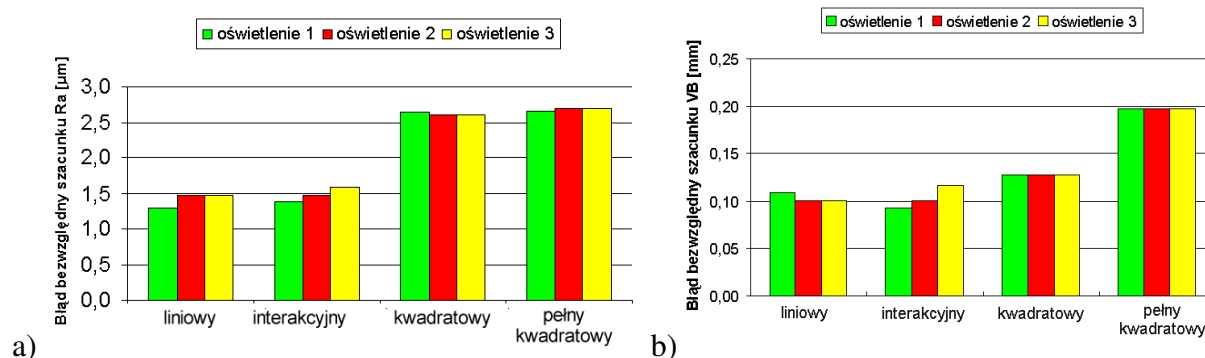 oświetlenie 1 oświetlenie 2 oświetlenie 3
Błąd bezwzględny szacunku Ra [µm]
3,0
2,5
2,0
1,5
1,0
0,5
0,0
liniowy interakcyjny kwadratowy pełny
kwadratowy
a)
oświetlenie 1 oświetlenie 2 oświetlenie 3
Błąd bezwzględny szacunku VB [mm]
0,25
0,20
0,15
0,10
0,05
0,00
liniowy interakcyjny kwadratowy pełny
kwadratowy
b)